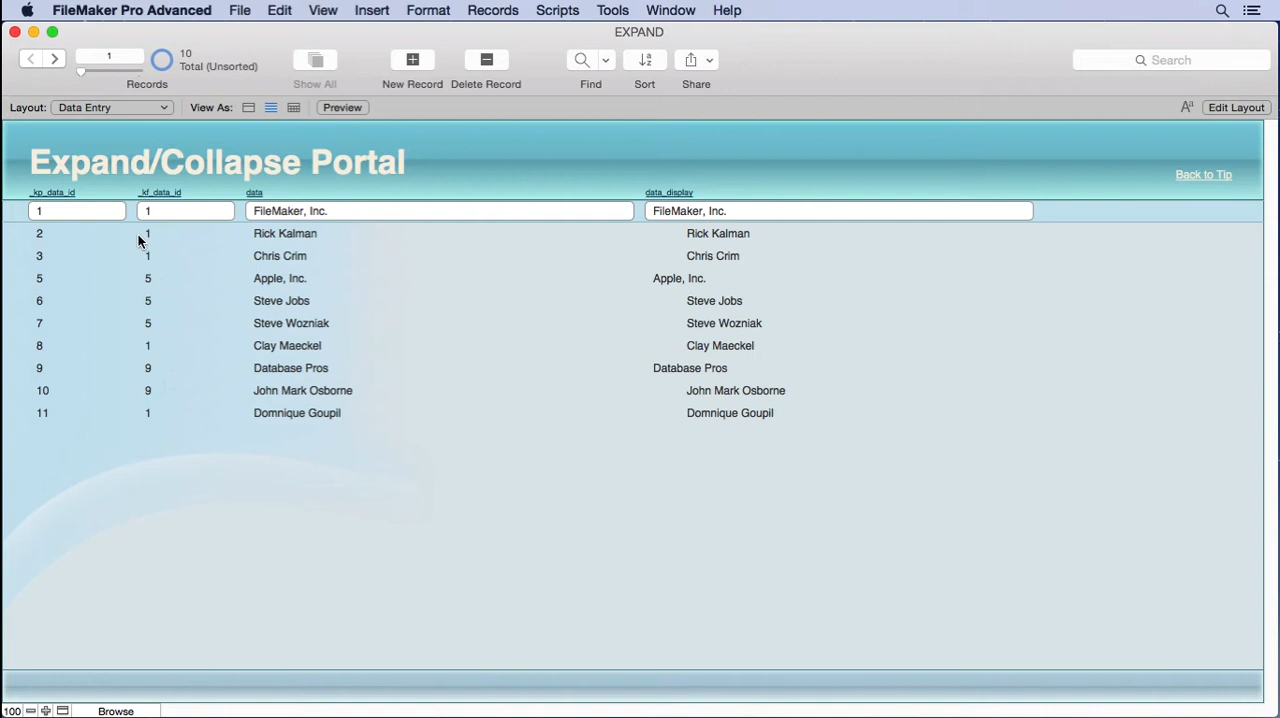 FileMaker Pro Advanced File Edit View Insert Format Records Scripts Tools Window Help
EXPAND
1 10 Total (Unsorted)
Records Show All New Record Delete Record Find Sort Share Search
Layout: Data Entry View As: Preview Aa Edit Layout
Expand/Collapse Portal
Back to Tip
_kp_data_id _kf_data_id data data_display
1 1 FileMaker, Inc. FileMaker, Inc.
2 1 Rick Kalman Rick Kalman
3 1 Chris Crim Chris Crim
5 5 Apple, Inc. Apple, Inc.
6 5 Steve Jobs Steve Jobs
7 5 Steve Wozniak Steve Wozniak
8 1 Clay Maeckel Clay Maeckel
9 9 Database Pros Database Pros
10 9 John Mark Osborne John Mark Osborne
11 1 Domnique Goupil Domnique Goupil
100 Browse